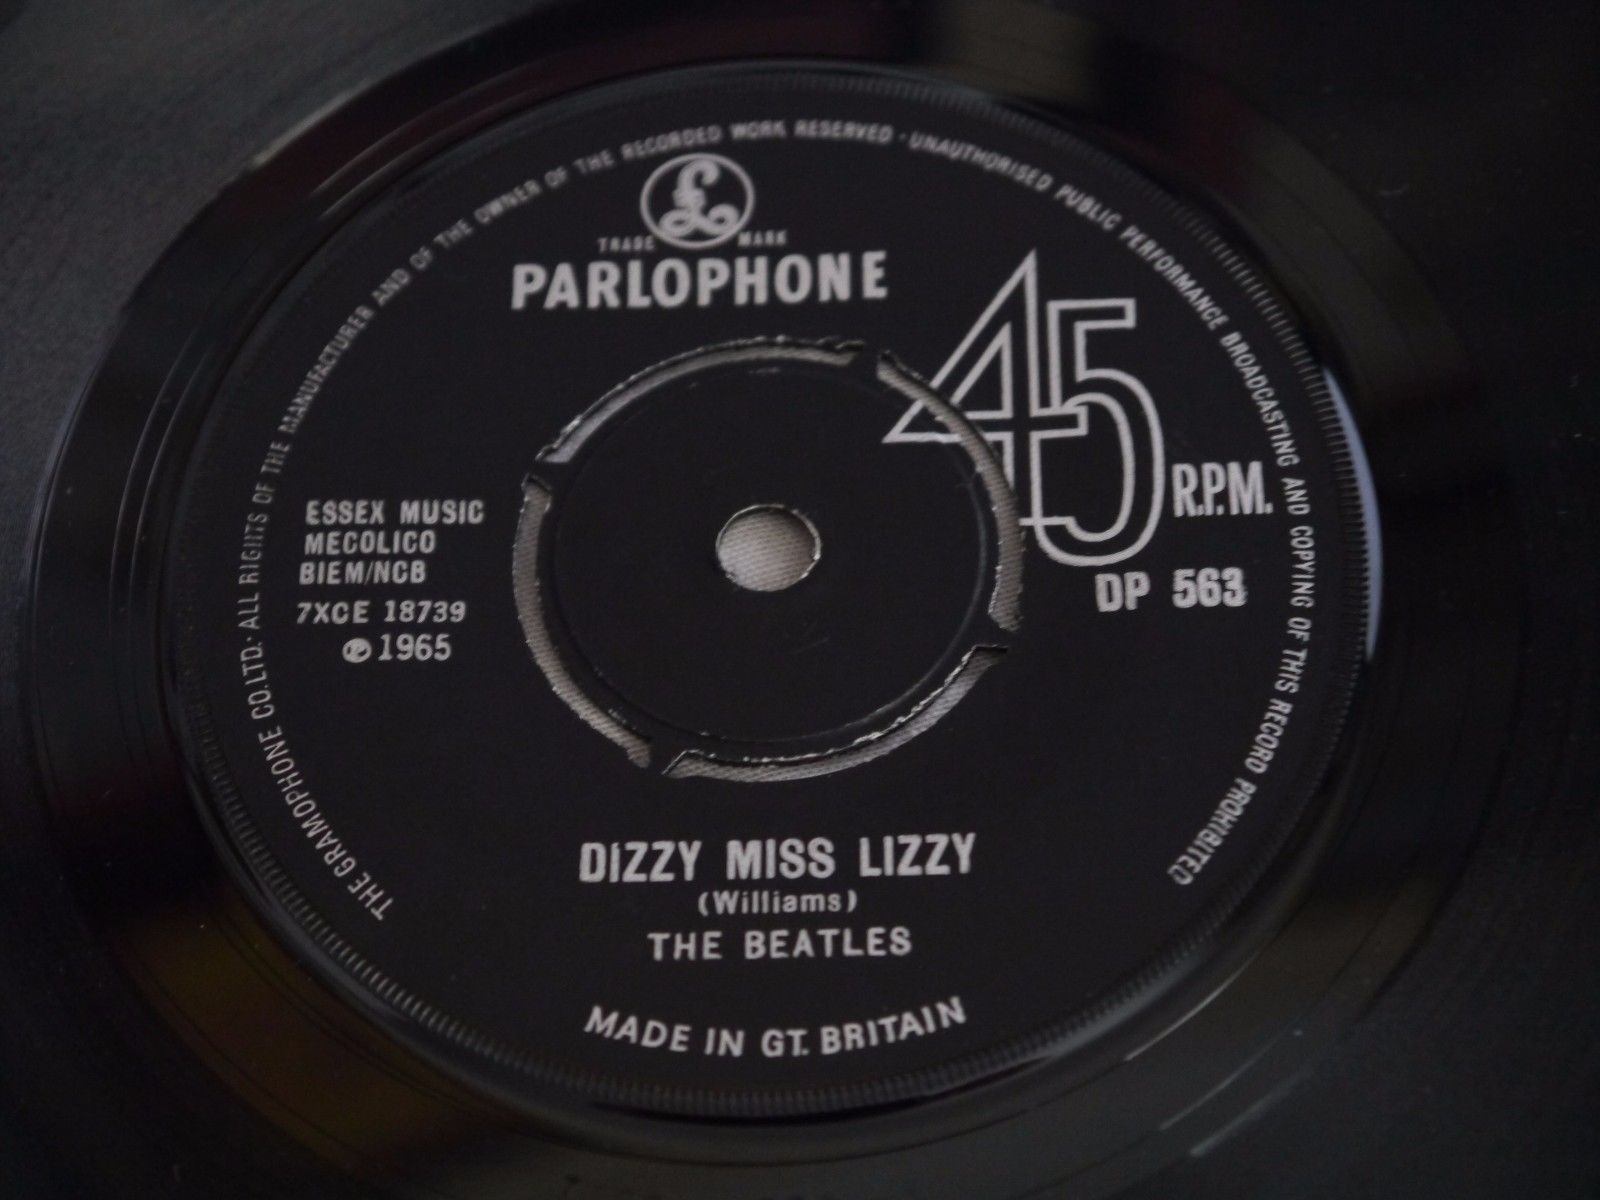 THE GRAMOPHONE CO.LTD. · ALL RIGHTS OF THE MANUFACTURER AND OF THE OWNER OF THE RECORDED WORK RESERVED · UNAUTHORISED PUBLIC PERFORMANCE BROADCASTING AND COPYING OF THIS RECORD PROHIBITED
£
TRADE MARK
PARLOPHONE
45 R.P.M.
ESSEX MUSIC
MECOLICO
BIEM/NCB
7XCE 18739
℗ 1965
DP 563
DIZZY MISS LIZZY
(Williams)
THE BEATLES
MADE IN GT. BRITAIN